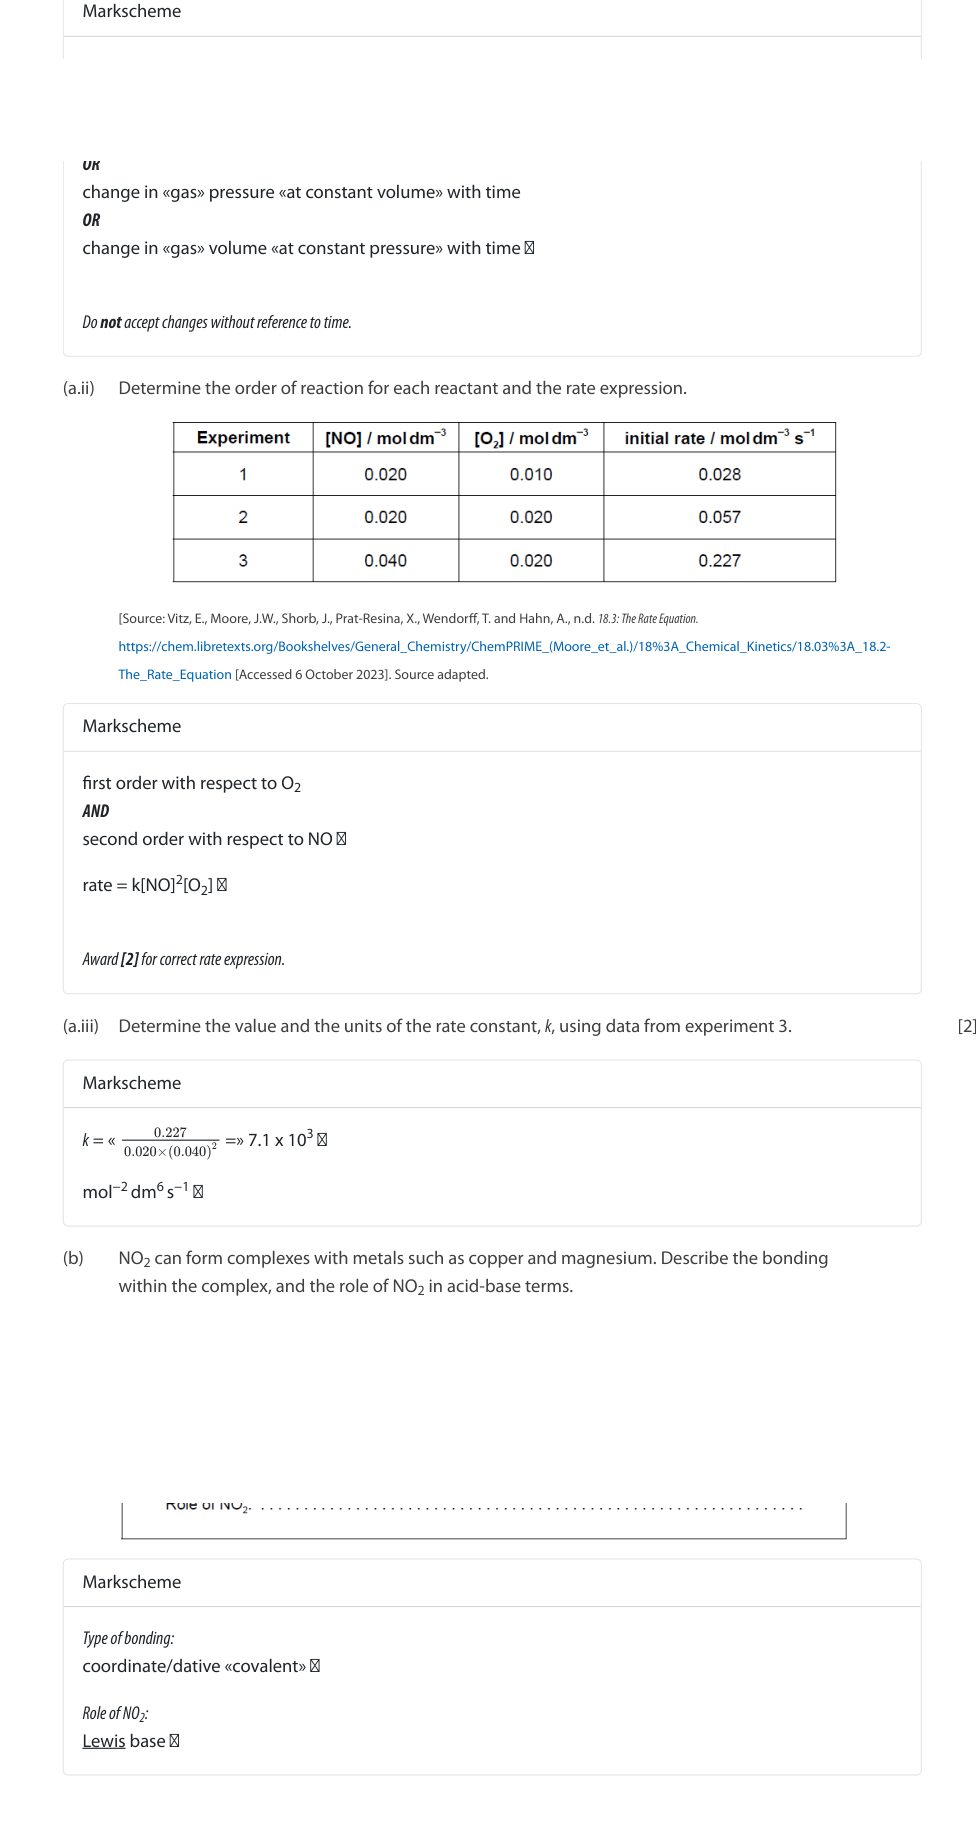 Markscheme
OR
change in «gas» pressure «at constant volume» with time
OR
change in «gas» volume «at constant pressure» with time
Do not accept changes without reference to time.
(a.ii) Determine the order of reaction for each reactant and the rate expression.
Experiment [NO] / mol dm⁻³ [O₂] / mol dm⁻³ initial rate / mol dm⁻³ s⁻¹
1 0.020 0.010 0.028
2 0.020 0.020 0.057
3 0.040 0.020 0.227
[Source: Vitz, E., Moore, J.W., Shorb, J., Prat-Resina, X., Wendorff, T. and Hahn, A., n.d. 18.3: The Rate Equation.
https://chem.libretexts.org/Bookshelves/General_Chemistry/ChemPRIME_(Moore_et_al.)/18%3A_Chemical_Kinetics/18.03%3A_18.2-
The_Rate_Equation [Accessed 6 October 2023]. Source adapted.
Markscheme
first order with respect to O₂
AND
second order with respect to NO
rate = k[NO]²[O₂]
Award [2] for correct rate expression.
(a.iii) Determine the value and the units of the rate constant, k, using data from experiment 3. [2]
Markscheme
k = « 0.227 / 0.020×(0.040)² =» 7.1 x 10³
mol⁻² dm⁶ s⁻¹
(b) NO₂ can form complexes with metals such as copper and magnesium. Describe the bonding
within the complex, and the role of NO₂ in acid-base terms.
Role of NO₂: . . . . . . . . . . . . . . . . . . . . . . . . . . . . . . . . . . . . . . . . . . . . . . . . . . . . . . . . . . . . . . . .
Markscheme
Type of bonding:
coordinate/dative «covalent»
Role of NO₂:
Lewis base